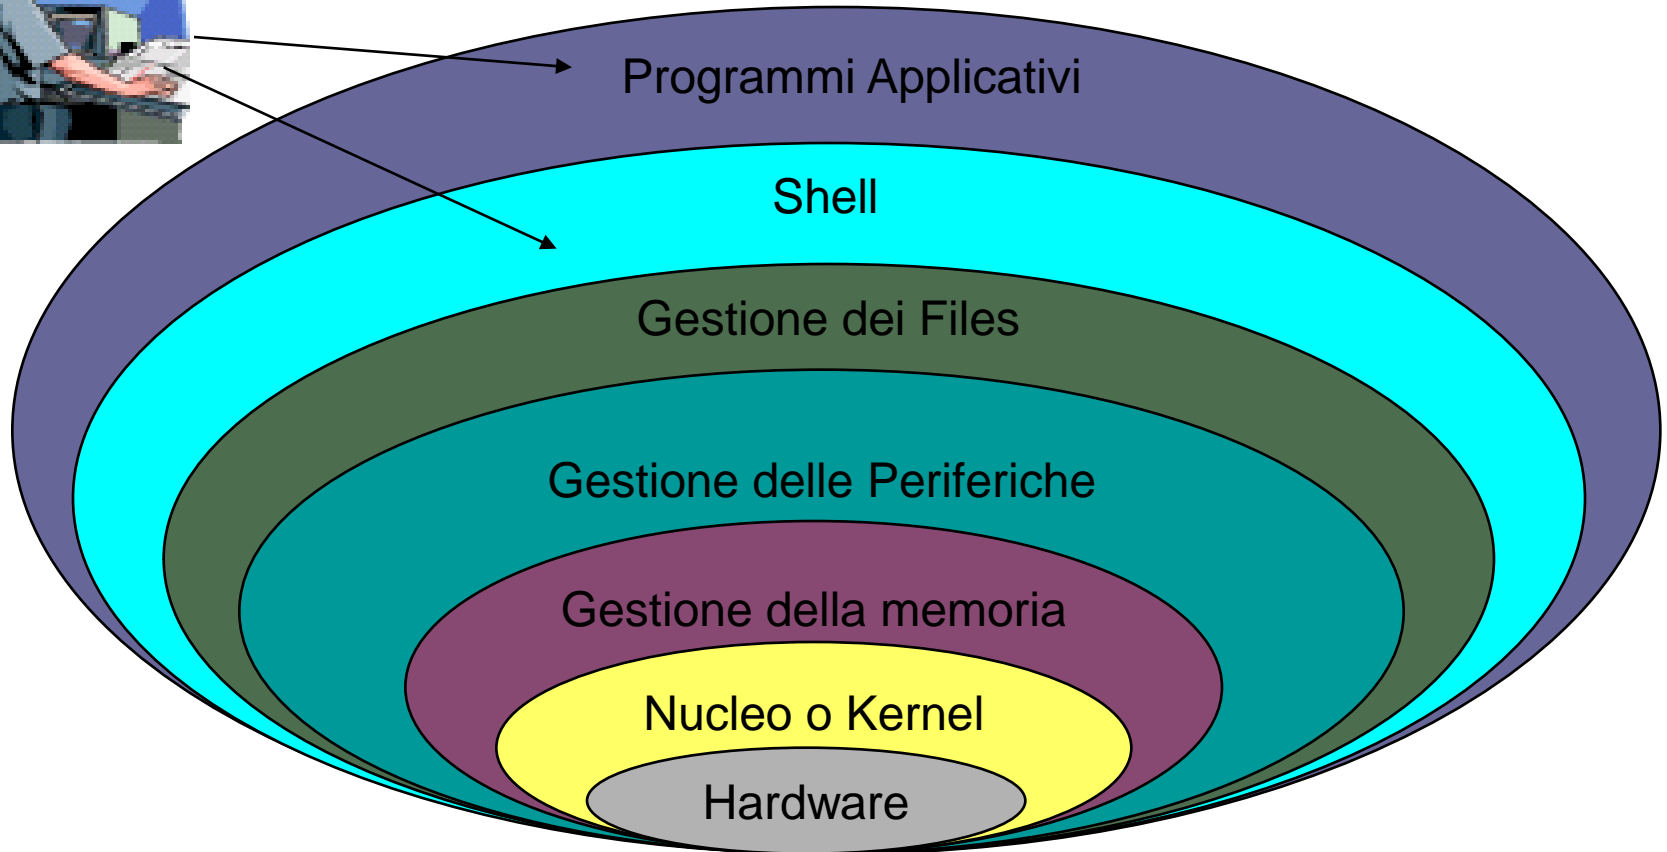 Programmi Applicativi
Shell
Gestione dei Files
Gestione delle Periferiche
Gestione della memoria
Nucleo o Kernel
Hardware